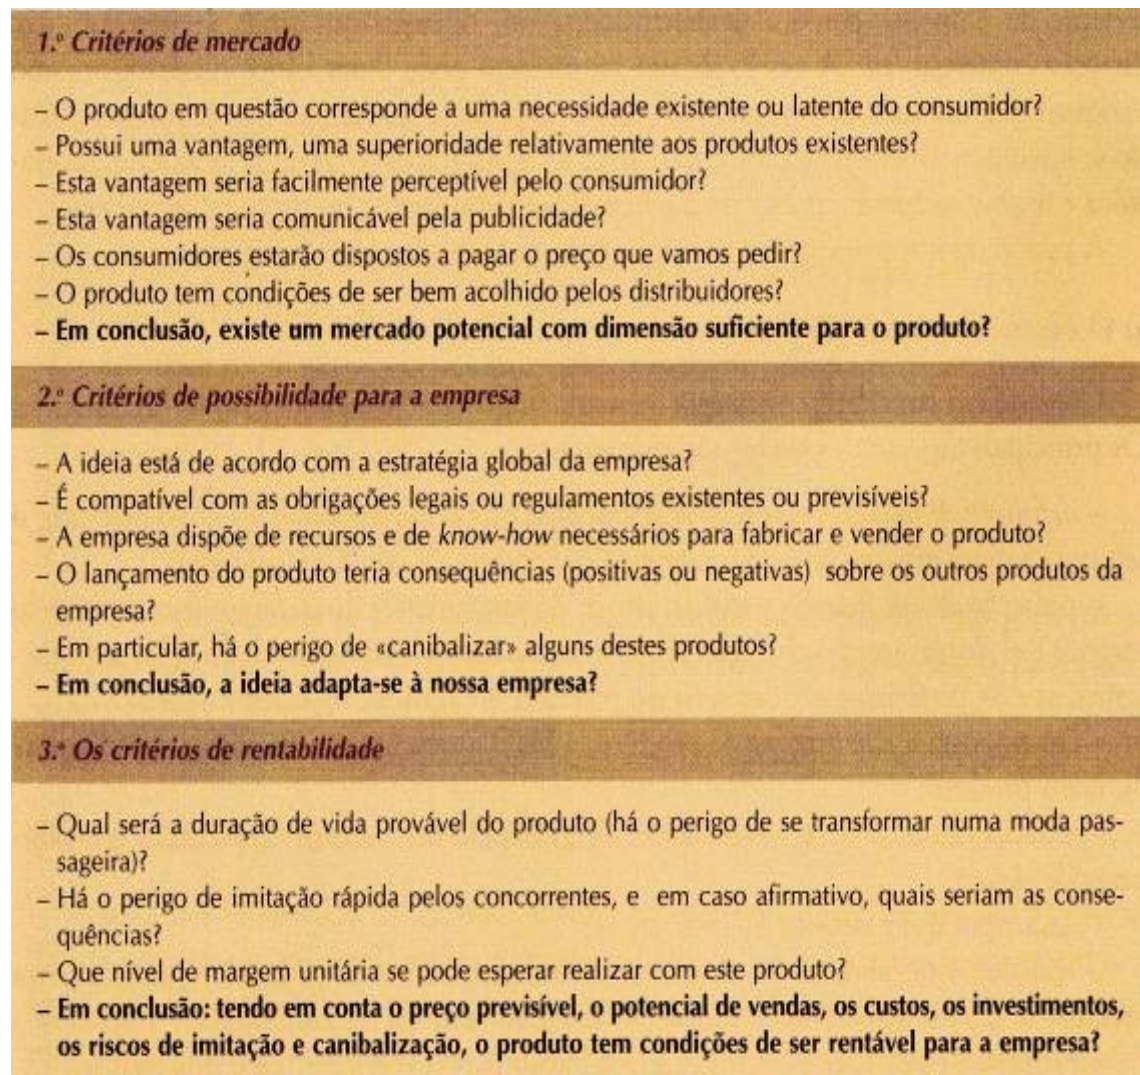 1.º Critérios de mercado
– O produto em questão corresponde a uma necessidade existente ou latente do consumidor?
– Possui uma vantagem, uma superioridade relativamente aos produtos existentes?
– Esta vantagem seria facilmente perceptível pelo consumidor?
– Esta vantagem seria comunicável pela publicidade?
– Os consumidores estarão dispostos a pagar o preço que vamos pedir?
– O produto tem condições de ser bem acolhido pelos distribuidores?
– Em conclusão, existe um mercado potencial com dimensão suficiente para o produto?
2.º Critérios de possibilidade para a empresa
– A ideia está de acordo com a estratégia global da empresa?
– É compatível com as obrigações legais ou regulamentos existentes ou previsíveis?
– A empresa dispõe de recursos e de know-how necessários para fabricar e vender o produto?
– O lançamento do produto teria consequências (positivas ou negativas) sobre os outros produtos da
empresa?
– Em particular, há o perigo de «canibalizar» alguns destes produtos?
– Em conclusão, a ideia adapta-se à nossa empresa?
3.º Os critérios de rentabilidade
– Qual será a duração de vida provável do produto (há o perigo de se transformar numa moda pas-
sageira)?
– Há o perigo de imitação rápida pelos concorrentes, e em caso afirmativo, quais seriam as conse-
quências?
– Que nível de margem unitária se pode esperar realizar com este produto?
– Em conclusão: tendo em conta o preço previsível, o potencial de vendas, os custos, os investimentos,
os riscos de imitação e canibalização, o produto tem condições de ser rentável para a empresa?